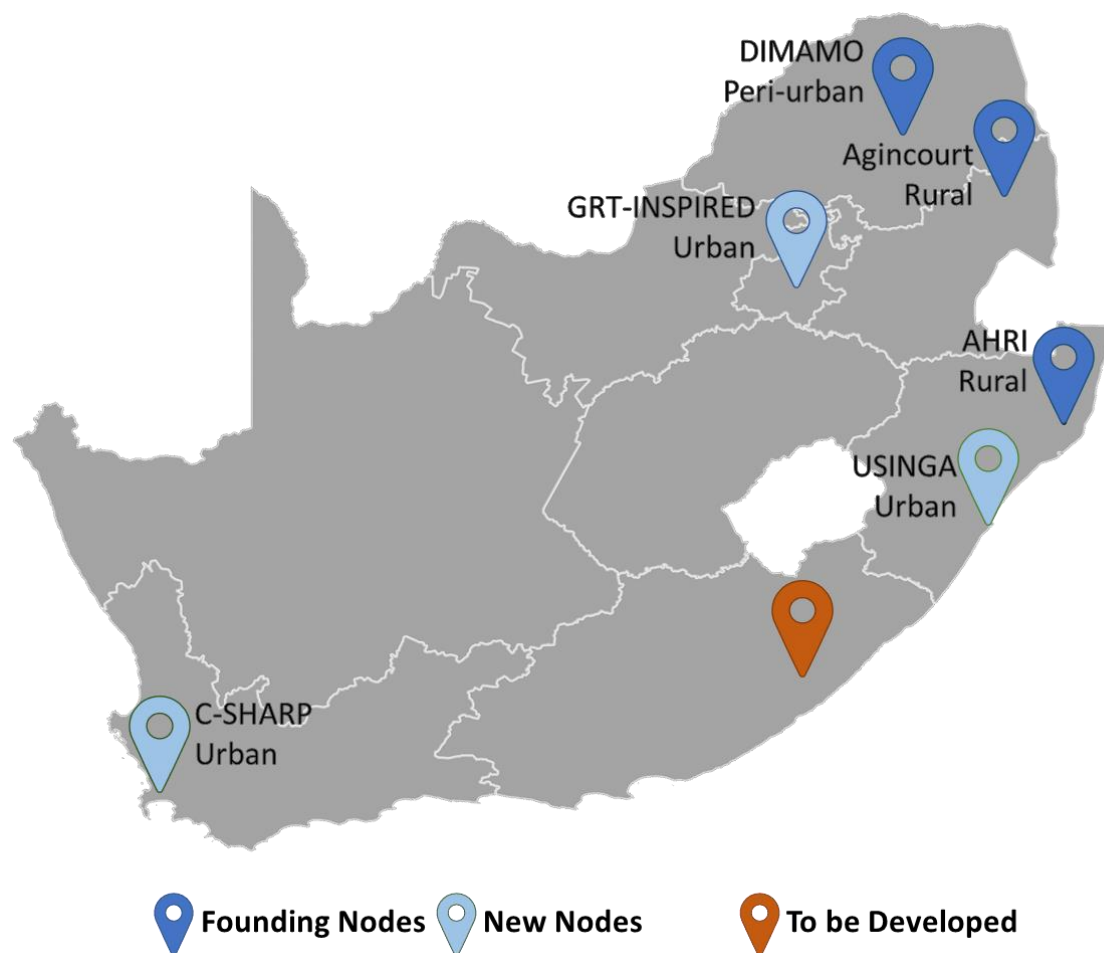 DIMAMO
Peri-urban
Agincourt
Rural
GRT-INSPIRED
Urban
AHRI
Rural
USINGA
Urban
C-SHARP
Urban
Founding Nodes
New Nodes
To be Developed